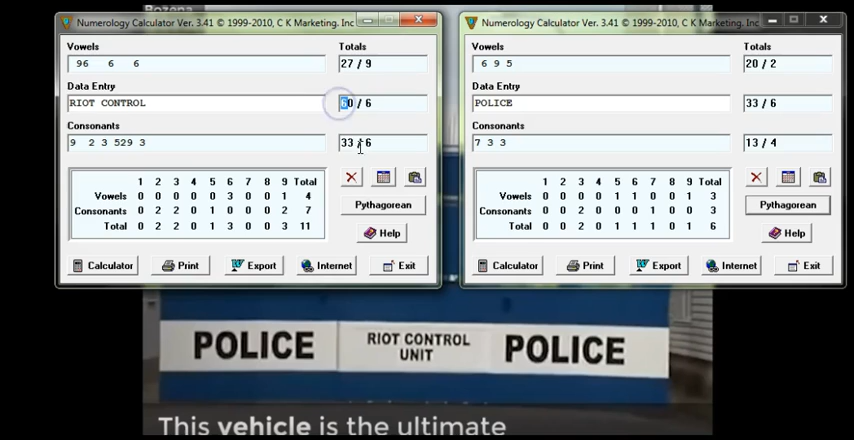 Rozena
Numerology Calculator Ver. 3.41 © 1999-2010, C K Marketing. Inc
Vowels
Totals
96 6 6
27 / 9
Data Entry
RIOT CONTROL
60 / 6
Consonants
9 2 3 529 3
33 / 6
1 2 3 4 5 6 7 8 9 Total
Vowels 0 0 0 0 0 3 0 0 1 4
Consonants 0 2 2 0 1 0 0 0 2 7
Total 0 2 2 0 1 3 0 0 3 11
Pythagorean
Help
Calculator
Print
Export
Internet
Exit
Numerology Calculator Ver. 3.41 © 1999-2010, C K Marketing. Inc
Vowels
Totals
6 9 5
20 / 2
Data Entry
POLICE
33 / 6
Consonants
7 3 3
13 / 4
1 2 3 4 5 6 7 8 9 Total
Vowels 0 0 0 0 1 1 0 0 1 3
Consonants 0 0 2 0 0 0 1 0 0 3
Total 0 0 2 0 1 1 1 0 1 6
Pythagorean
Help
Calculator
Print
Export
Internet
Exit
POLICE
RIOT CONTROL
UNIT
POLICE
This vehicle is the ultimate